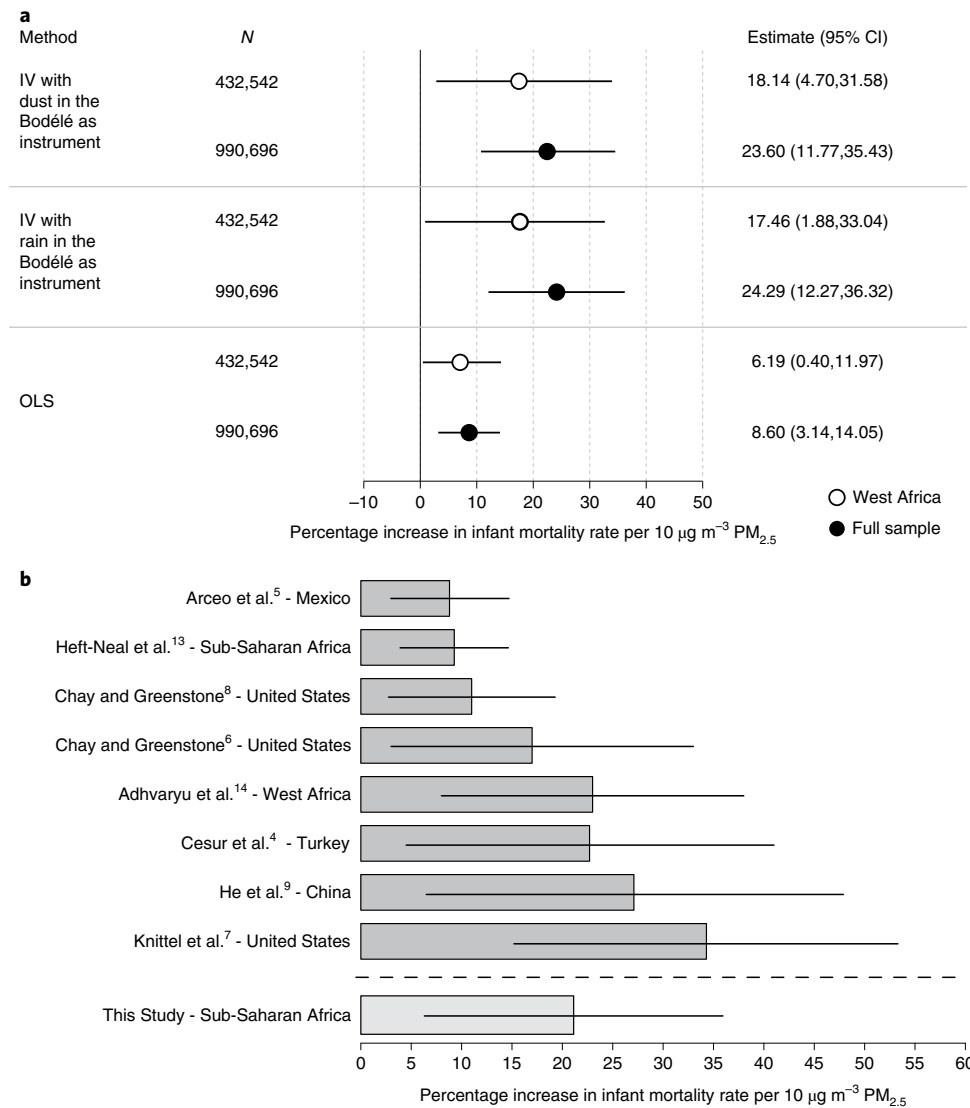 a
Method N Estimate (95% CI)
IV with
dust in the
Bodélé as
instrument
432,542 18.14 (4.70,31.58)
990,696 23.60 (11.77,35.43)
IV with
rain in the
Bodélé as
instrument
432,542 17.46 (1.88,33.04)
990,696 24.29 (12.27,36.32)
OLS
432,542 6.19 (0.40,11.97)
990,696 8.60 (3.14,14.05)
–10 0 10 20 30 40 50
Percentage increase in infant mortality rate per 10 μg m⁻³ PM₂.₅
West Africa
Full sample
b
Arceo et al.⁵ - Mexico
Heft-Neal et al.¹³ - Sub-Saharan Africa
Chay and Greenstone⁸ - United States
Chay and Greenstone⁶ - United States
Adhvaryu et al.¹⁴ - West Africa
Cesur et al.⁴ - Turkey
He et al.⁹ - China
Knittel et al.⁷ - United States
This Study - Sub-Saharan Africa
0 5 10 15 20 25 30 35 40 45 50 55 60
Percentage increase in infant mortality rate per 10 μg m⁻³ PM₂.₅